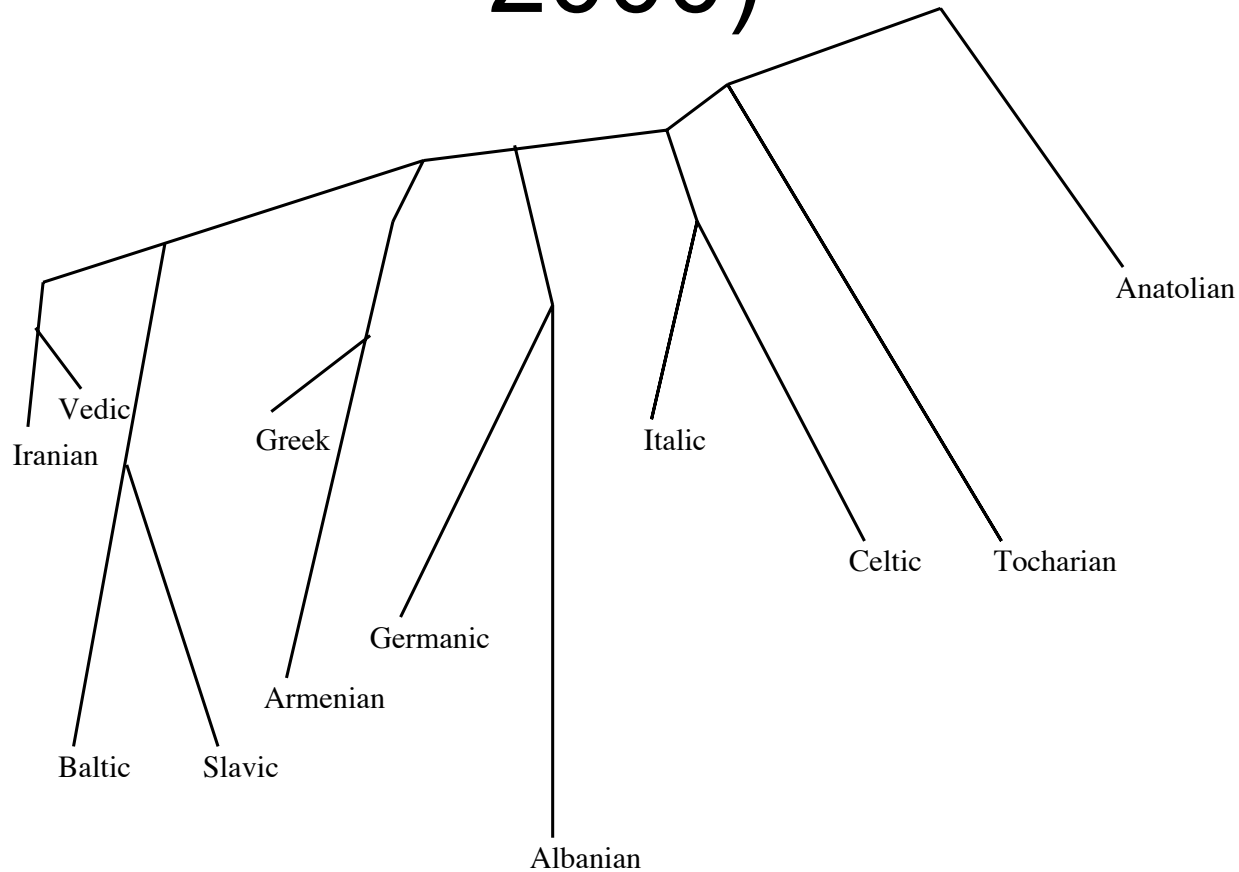 Anatolian
Vedic
Greek
Italic
Iranian
Celtic
Tocharian
Germanic
Armenian
Baltic
Slavic
Albanian